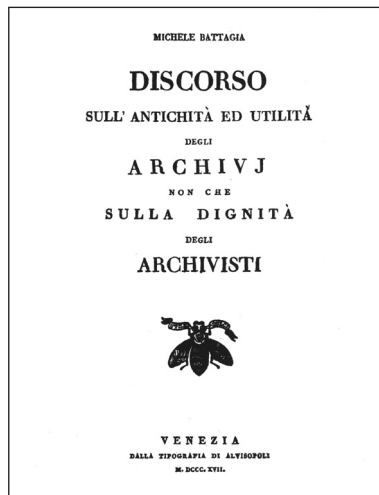 MICHELE BATTAGIA
DISCORSO
SULL' ANTICHITÀ ED UTILITÀ
DEGLI
ARCHIVJ
NON CHE
SULLA DIGNITÀ
DEGLI
ARCHIVISTI
VENEZIA
DALLA TIPOGRAFIA DI ALVISOPOLI
M. DCCC. XVII.